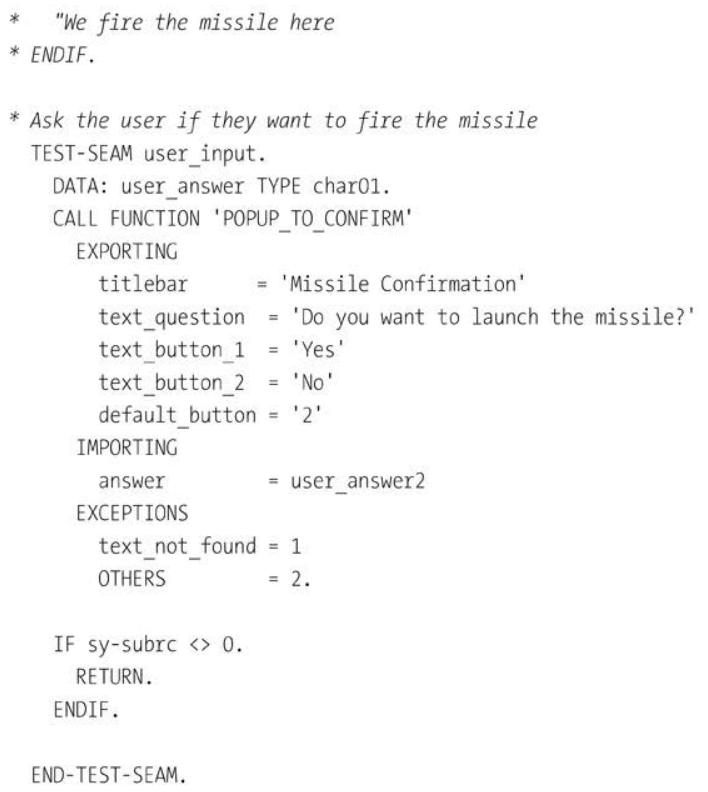 *   "We fire the missile here
* ENDIF.

* Ask the user if they want to fire the missile
  TEST-SEAM user_input.
    DATA: user_answer TYPE char01.
    CALL FUNCTION 'POPUP_TO_CONFIRM'
      EXPORTING
        titlebar       = 'Missile Confirmation'
        text_question  = 'Do you want to launch the missile?'
        text_button_1  = 'Yes'
        text_button_2  = 'No'
        default_button = '2'
      IMPORTING
        answer         = user_answer2
      EXCEPTIONS
        text_not_found = 1
        OTHERS         = 2.

    IF sy-subrc <> 0.
      RETURN.
    ENDIF.

  END-TEST-SEAM.